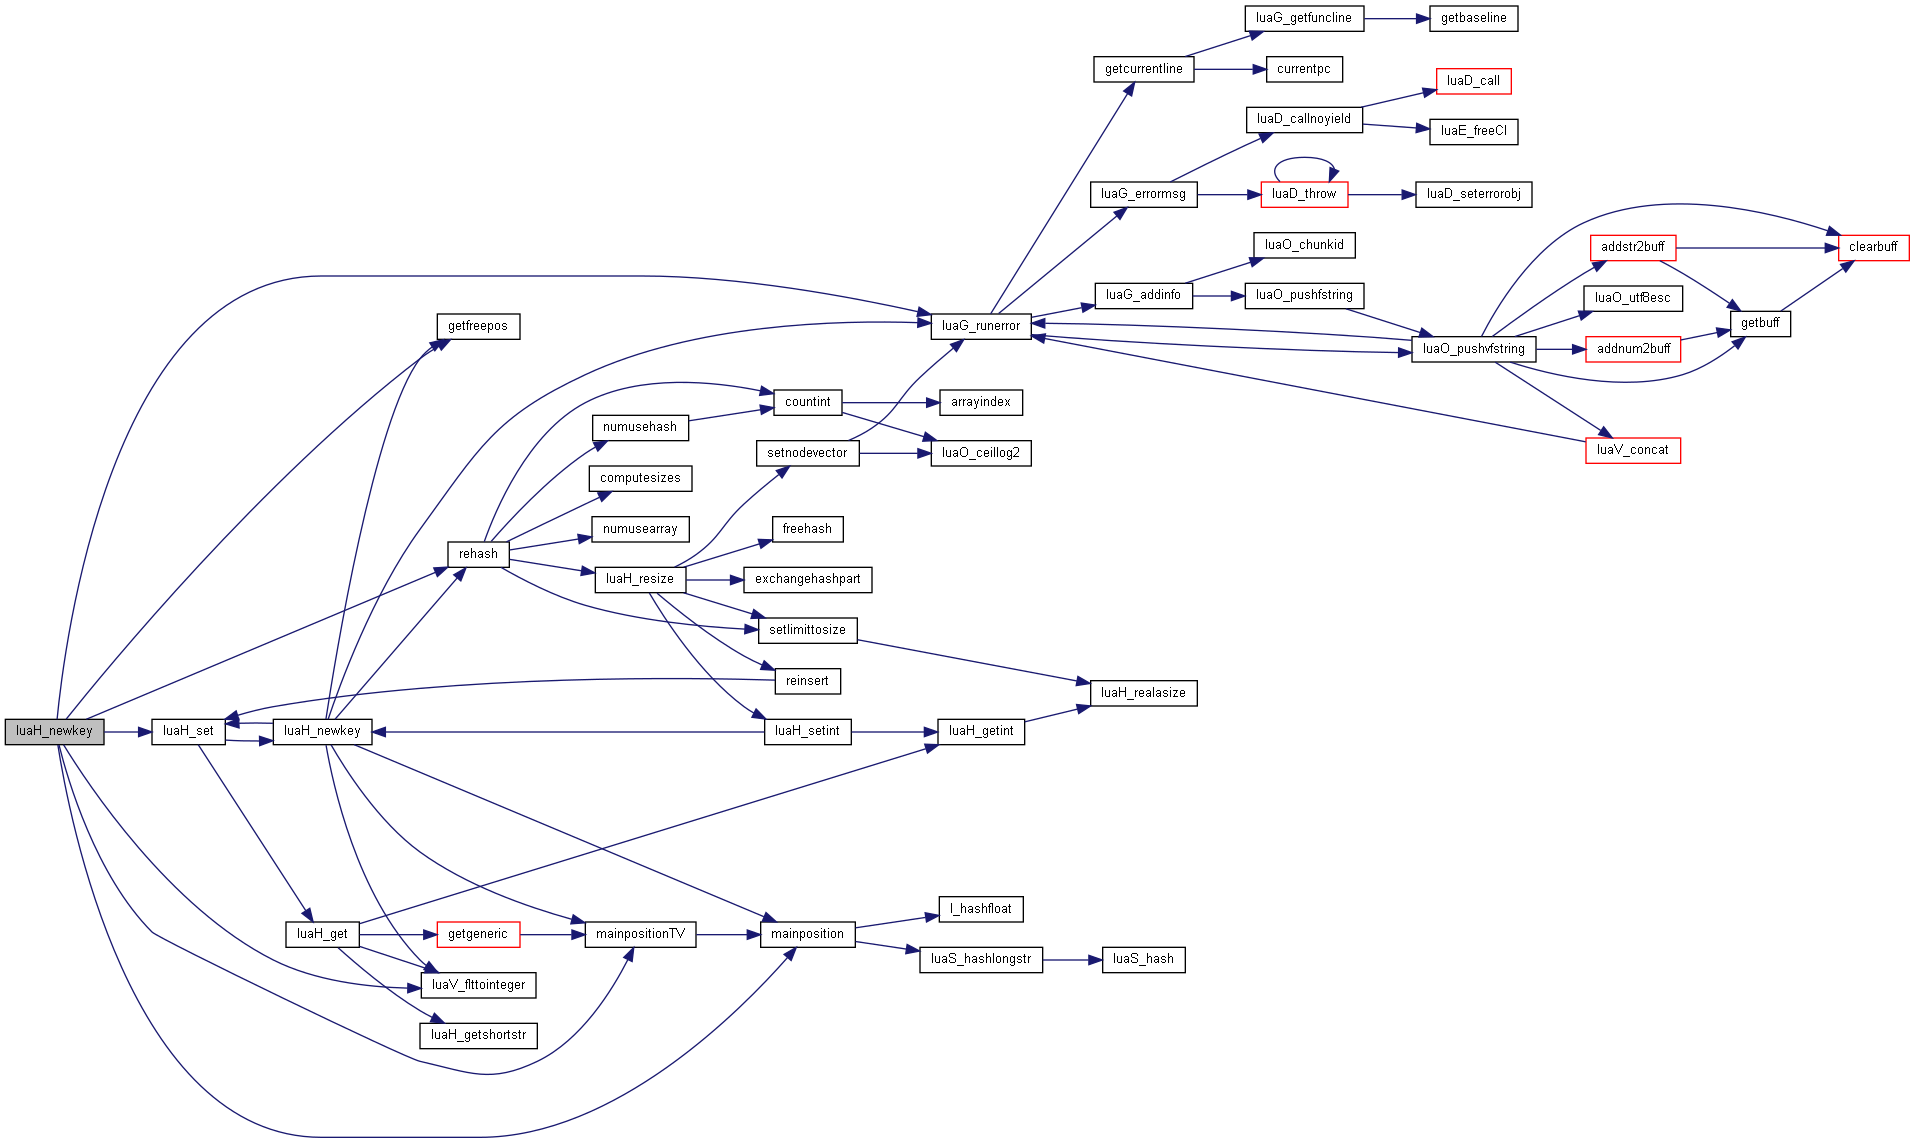 luaG_getfuncline
getbaseline
getcurrentline
currentpc
luaD_call
luaD_callnoyield
luaE_freeCI
luaG_errormsg
luaD_throw
luaD_seterrorobj
luaO_chunkid
addstr2buff
clearbuff
luaG_addinfo
luaO_pushfstring
luaO_utf8esc
getfreepos
luaG_runerror
getbuff
luaO_pushvfstring
addnum2buff
countint
arrayindex
numusehash
setnodevector
luaO_ceillog2
luaV_concat
computesizes
numusearray
freehash
rehash
luaH_resize
exchangehashpart
setlimittosize
reinsert
luaH_realasize
luaH_newkey
luaH_set
luaH_newkey
luaH_setint
luaH_getint
l_hashfloat
luaH_get
getgeneric
mainpositionTV
mainposition
luaS_hashlongstr
luaS_hash
luaV_flttointeger
luaH_getshortstr